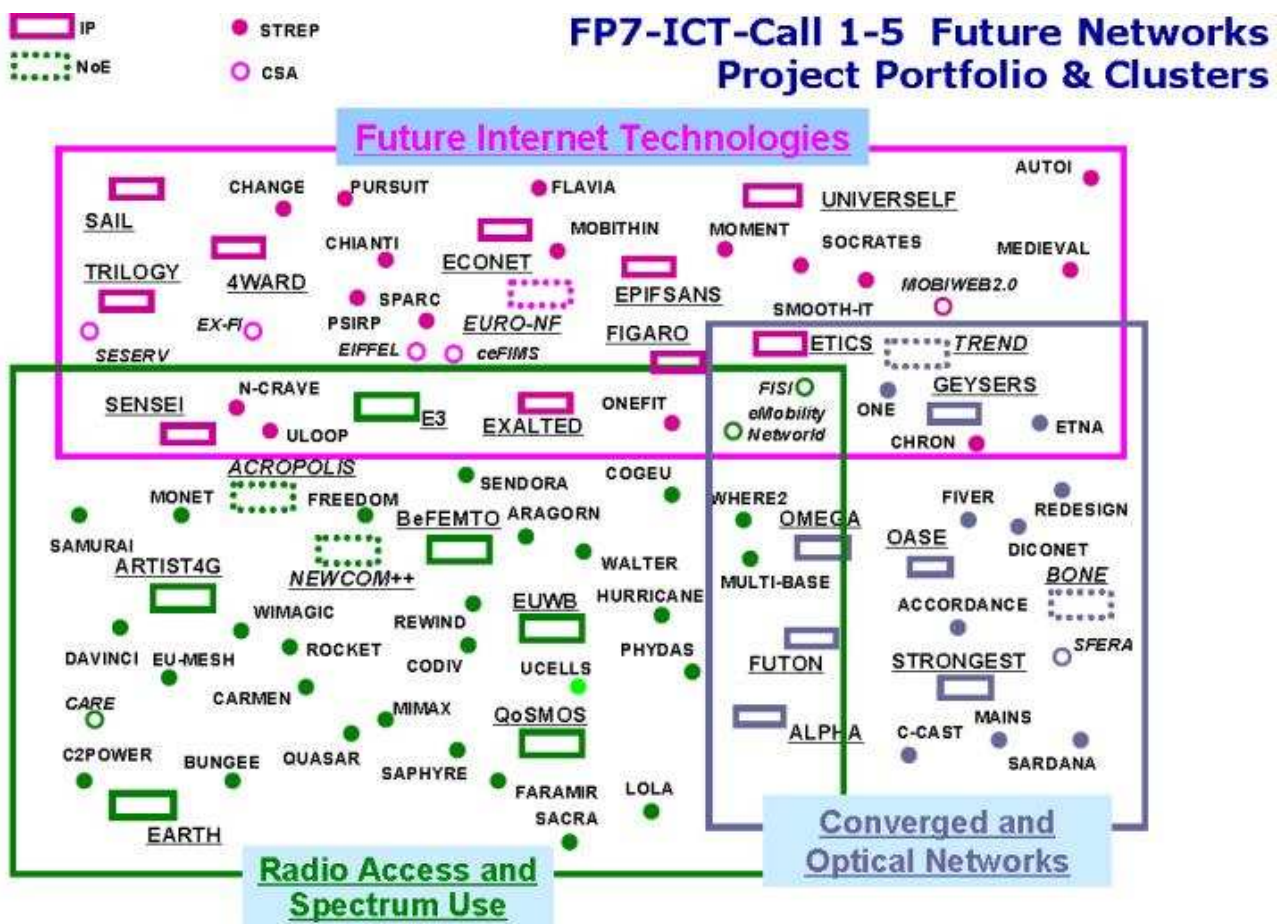 IP
STREP
FP7-ICT-Call 1-5 Future Networks
NoE
CSA
Project Portfolio & Clusters
Future Internet Technologies
AUTOI
CHANGE
PURSUIT
FLAVIA
UNIVERSELF
SAIL
MOBITHIN
MOMENT
SOCRATES
CHIANTI
MEDIEVAL
TRILOGY
4WARD
ECONET
EPIFSANS
MOBIWEB2.0
SPARC
SMOOTH-IT
PSIRP
EX-FI
EURO-NF
FIGARO
SESERV
EIFFEL
ceFIMS
ETICS
TREND
N-CRAVE
FISI
GEYSERS
SENSEI
E3
EXALTED
ONEFIT
eMobility
Networld
ONE
ETNA
ULOOP
CHRON
ACROPOLIS
COGEU
SENDORA
MONET
FREEDOM
WHERE2
FIVER
REDESIGN
SAMURAI
BeFEMTO
ARAGORN
OMEGA
OASE
DICONET
ARTIST4G
NEWCOM++
WALTER
MULTI-BASE
BONE
WIMAGIC
EUWB
HURRICANE
ACCORDANCE
REWIND
DAVINCI
EU-MESH
ROCKET
CODIV
UCELLS
PHYDAS
FUTON
STRONGEST
SFERA
CARE
CARMEN
MIMAX
QoSMOS
ALPHA
C-CAST
MAINS
C2POWER
BUNGEE
QUASAR
SAPHYRE
SARDANA
FARAMIR
LOLA
EARTH
SACRA
Converged and
Optical Networks
Radio Access and
Spectrum Use